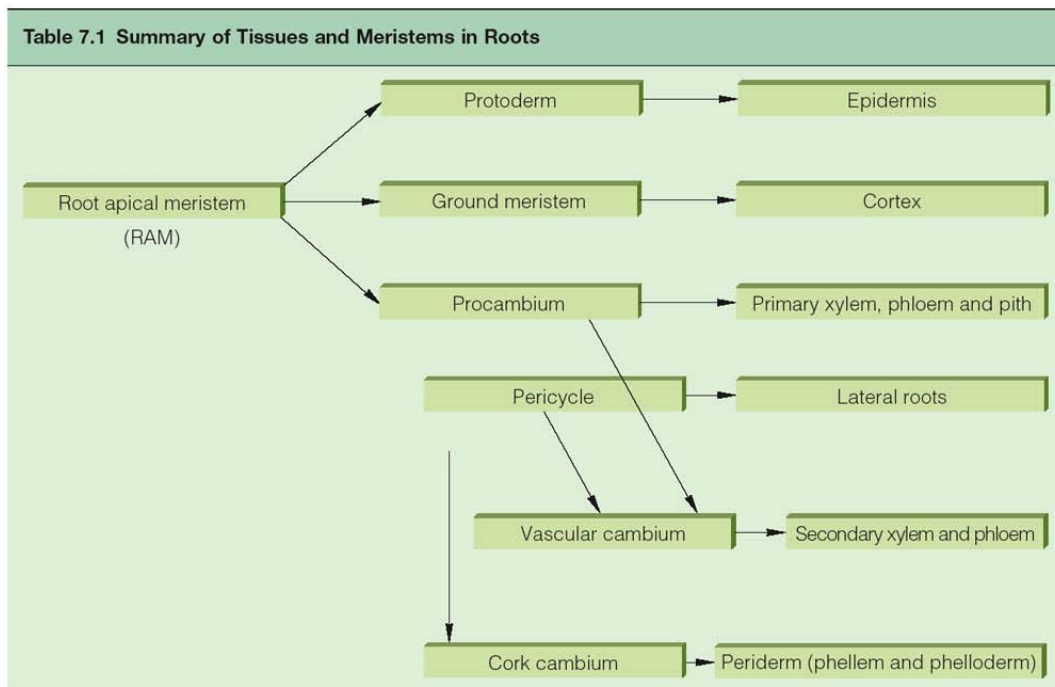 Table 7.1 Summary of Tissues and Meristems in Roots
Protoderm
Epidermis
Root apical meristem
(RAM)
Ground meristem
Cortex
Procambium
Primary xylem, phloem and pith
Pericycle
Lateral roots
Vascular cambium
Secondary xylem and phloem
Cork cambium
Periderm (phellem and phelloderm)